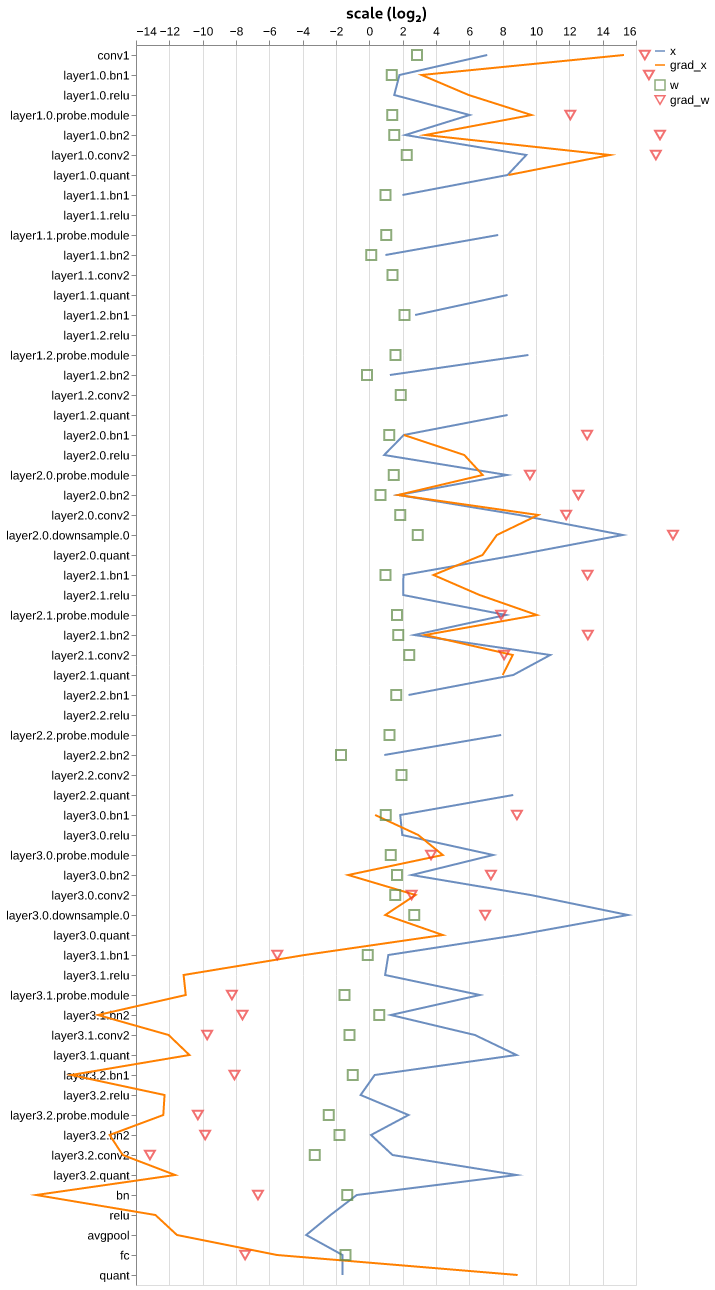 scale (log2)
−14 −12 −10 −8 −6 −4 −2 0 2 4 6 8 10 12 14 16
x
grad_x
w
grad_w
conv1
layer1.0.bn1
layer1.0.relu
layer1.0.probe.module
layer1.0.bn2
layer1.0.conv2
layer1.0.quant
layer1.1.bn1
layer1.1.relu
layer1.1.probe.module
layer1.1.bn2
layer1.1.conv2
layer1.1.quant
layer1.2.bn1
layer1.2.relu
layer1.2.probe.module
layer1.2.bn2
layer1.2.conv2
layer1.2.quant
layer2.0.bn1
layer2.0.relu
layer2.0.probe.module
layer2.0.bn2
layer2.0.conv2
layer2.0.downsample.0
layer2.0.quant
layer2.1.bn1
layer2.1.relu
layer2.1.probe.module
layer2.1.bn2
layer2.1.conv2
layer2.1.quant
layer2.2.bn1
layer2.2.relu
layer2.2.probe.module
layer2.2.bn2
layer2.2.conv2
layer2.2.quant
layer3.0.bn1
layer3.0.relu
layer3.0.probe.module
layer3.0.bn2
layer3.0.conv2
layer3.0.downsample.0
layer3.0.quant
layer3.1.bn1
layer3.1.relu
layer3.1.probe.module
layer3.1.bn2
layer3.1.conv2
layer3.1.quant
layer3.2.bn1
layer3.2.relu
layer3.2.probe.module
layer3.2.bn2
layer3.2.conv2
layer3.2.quant
bn
relu
avgpool
fc
quant